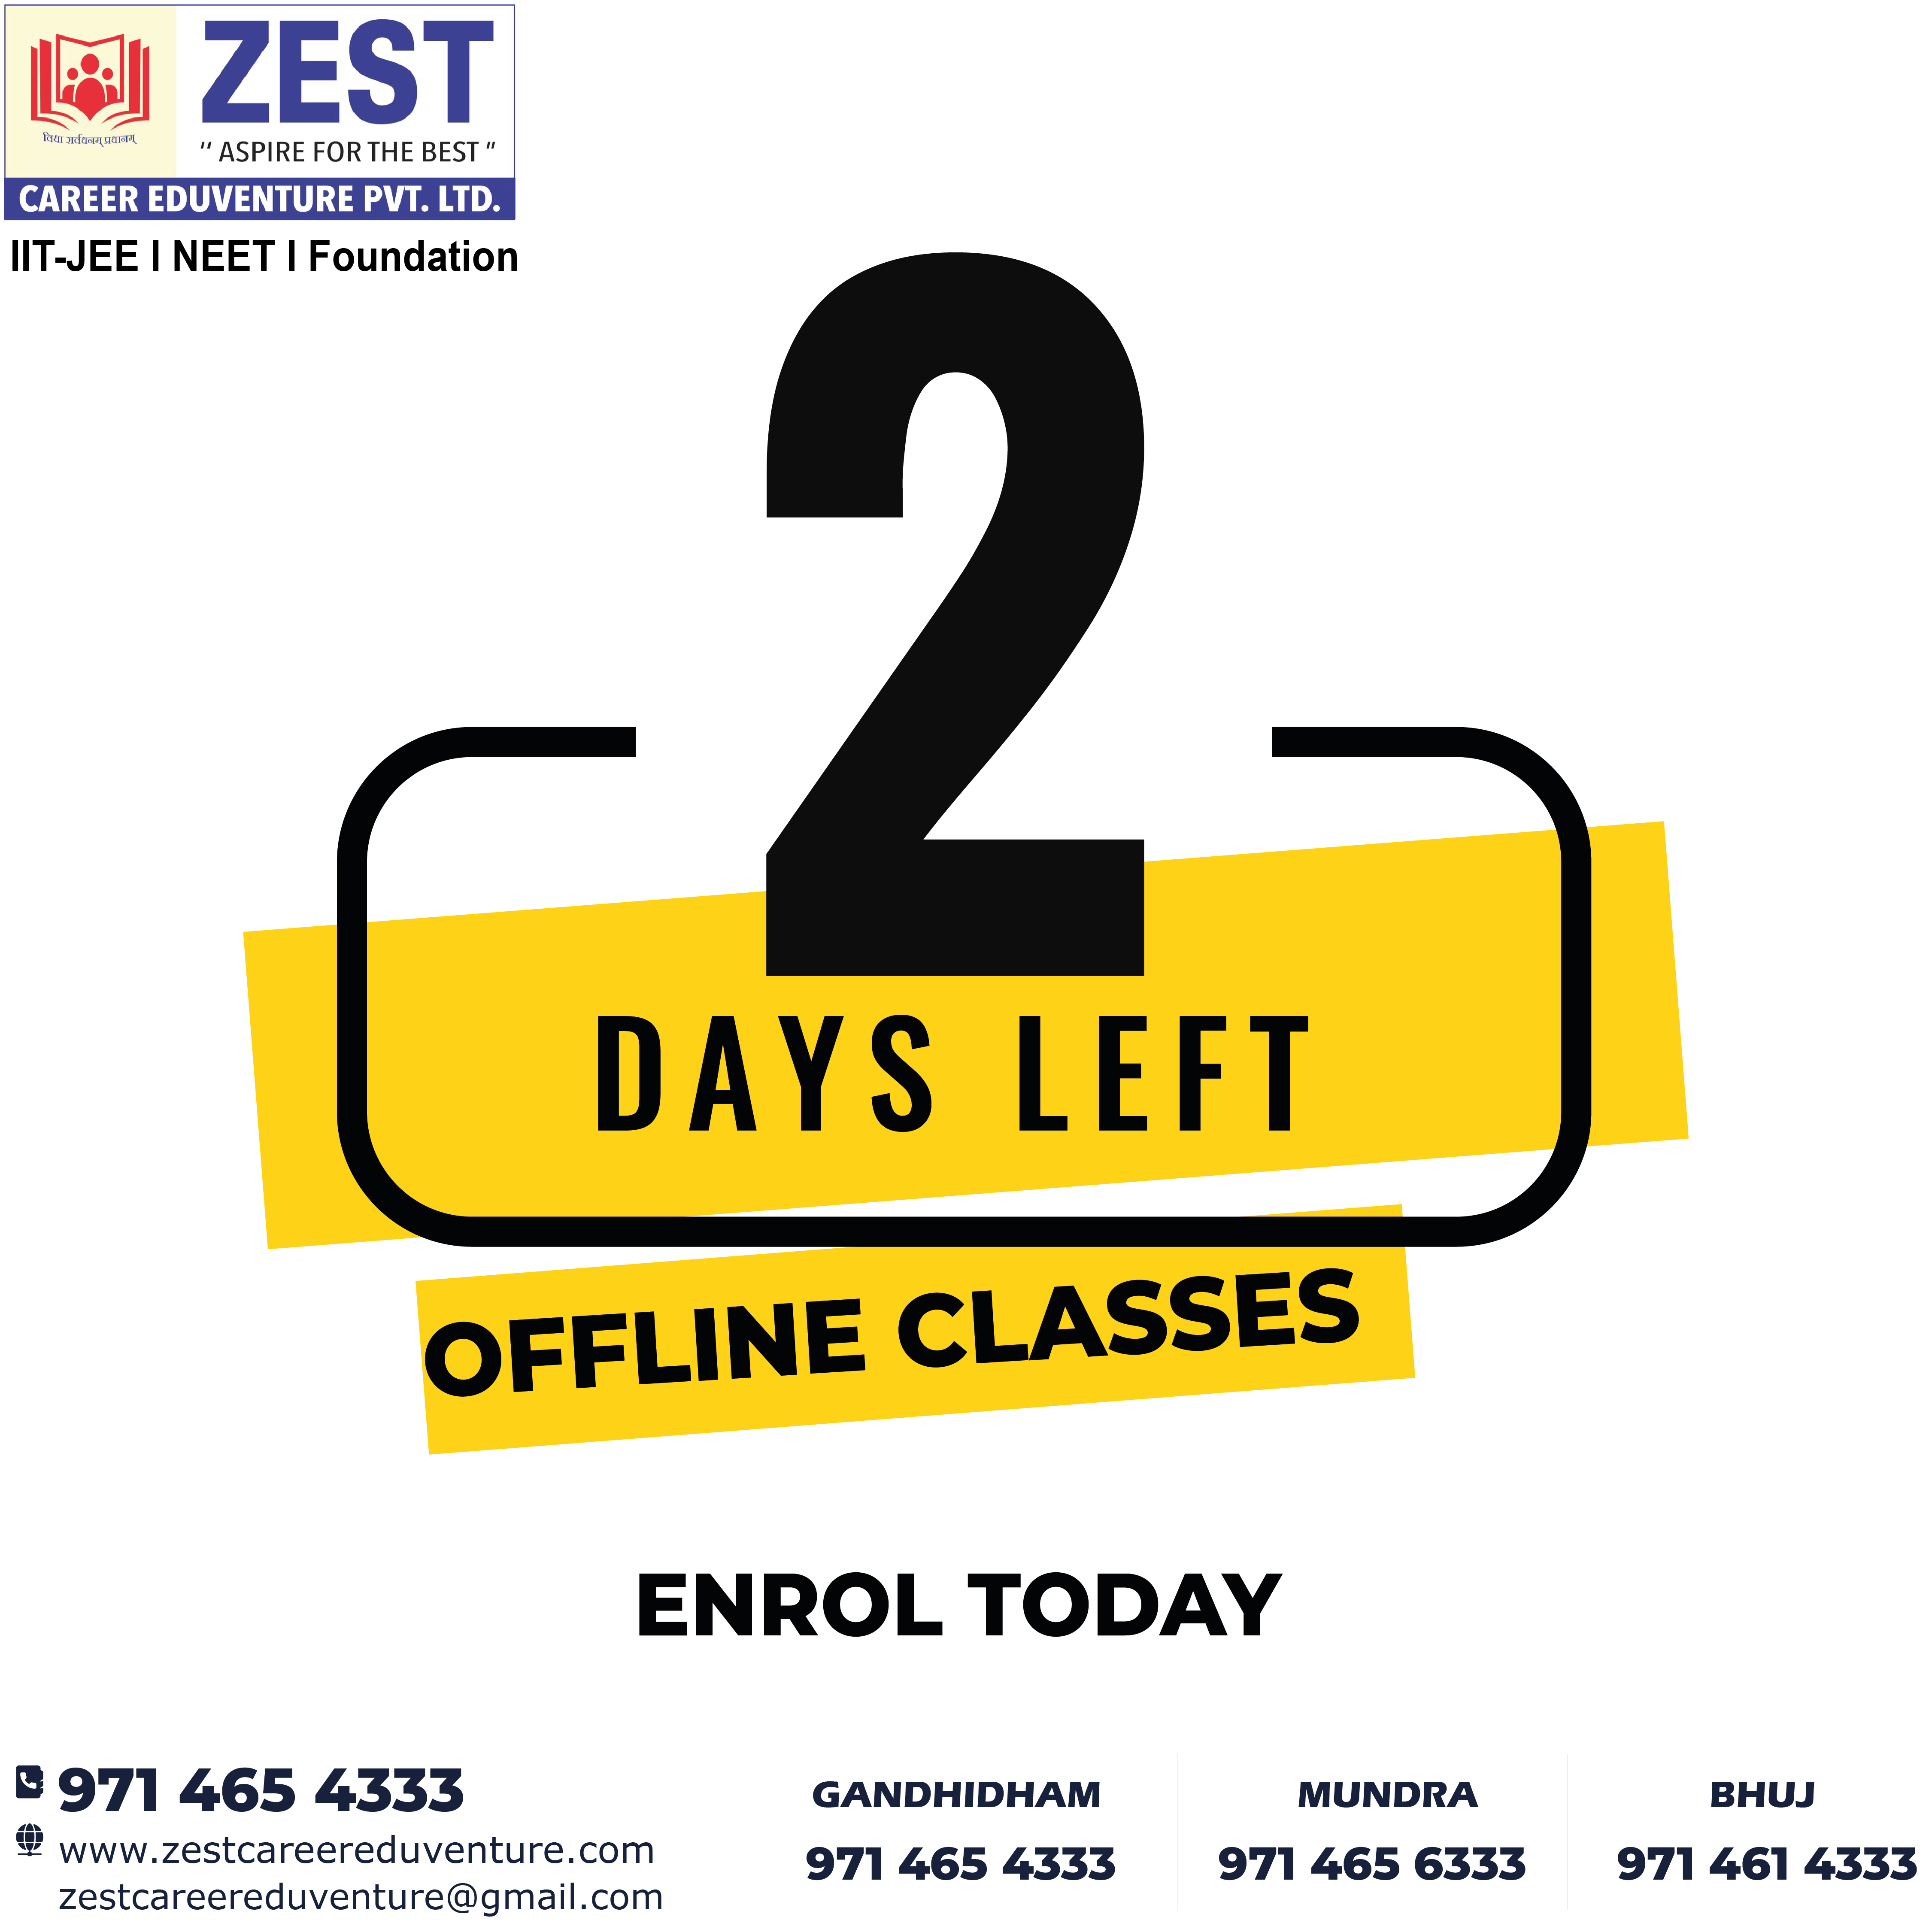 ZEST
विद्या सर्वधनम् प्रधानम्
‘‘ ASPIRE FOR THE BEST ”
CAREER EDUVENTURE PVT. LTD.
IIT-JEE I NEET I Foundation
2
DAYS LEFT
OFFLINE CLASSES
ENROL TODAY
971 465 4333
www.zestcareereduventure.com
zestcareereduventure@gmail.com
GANDHIDHAM
971 465 4333
MUNDRA
971 465 6333
BHUJ
971 461 4333